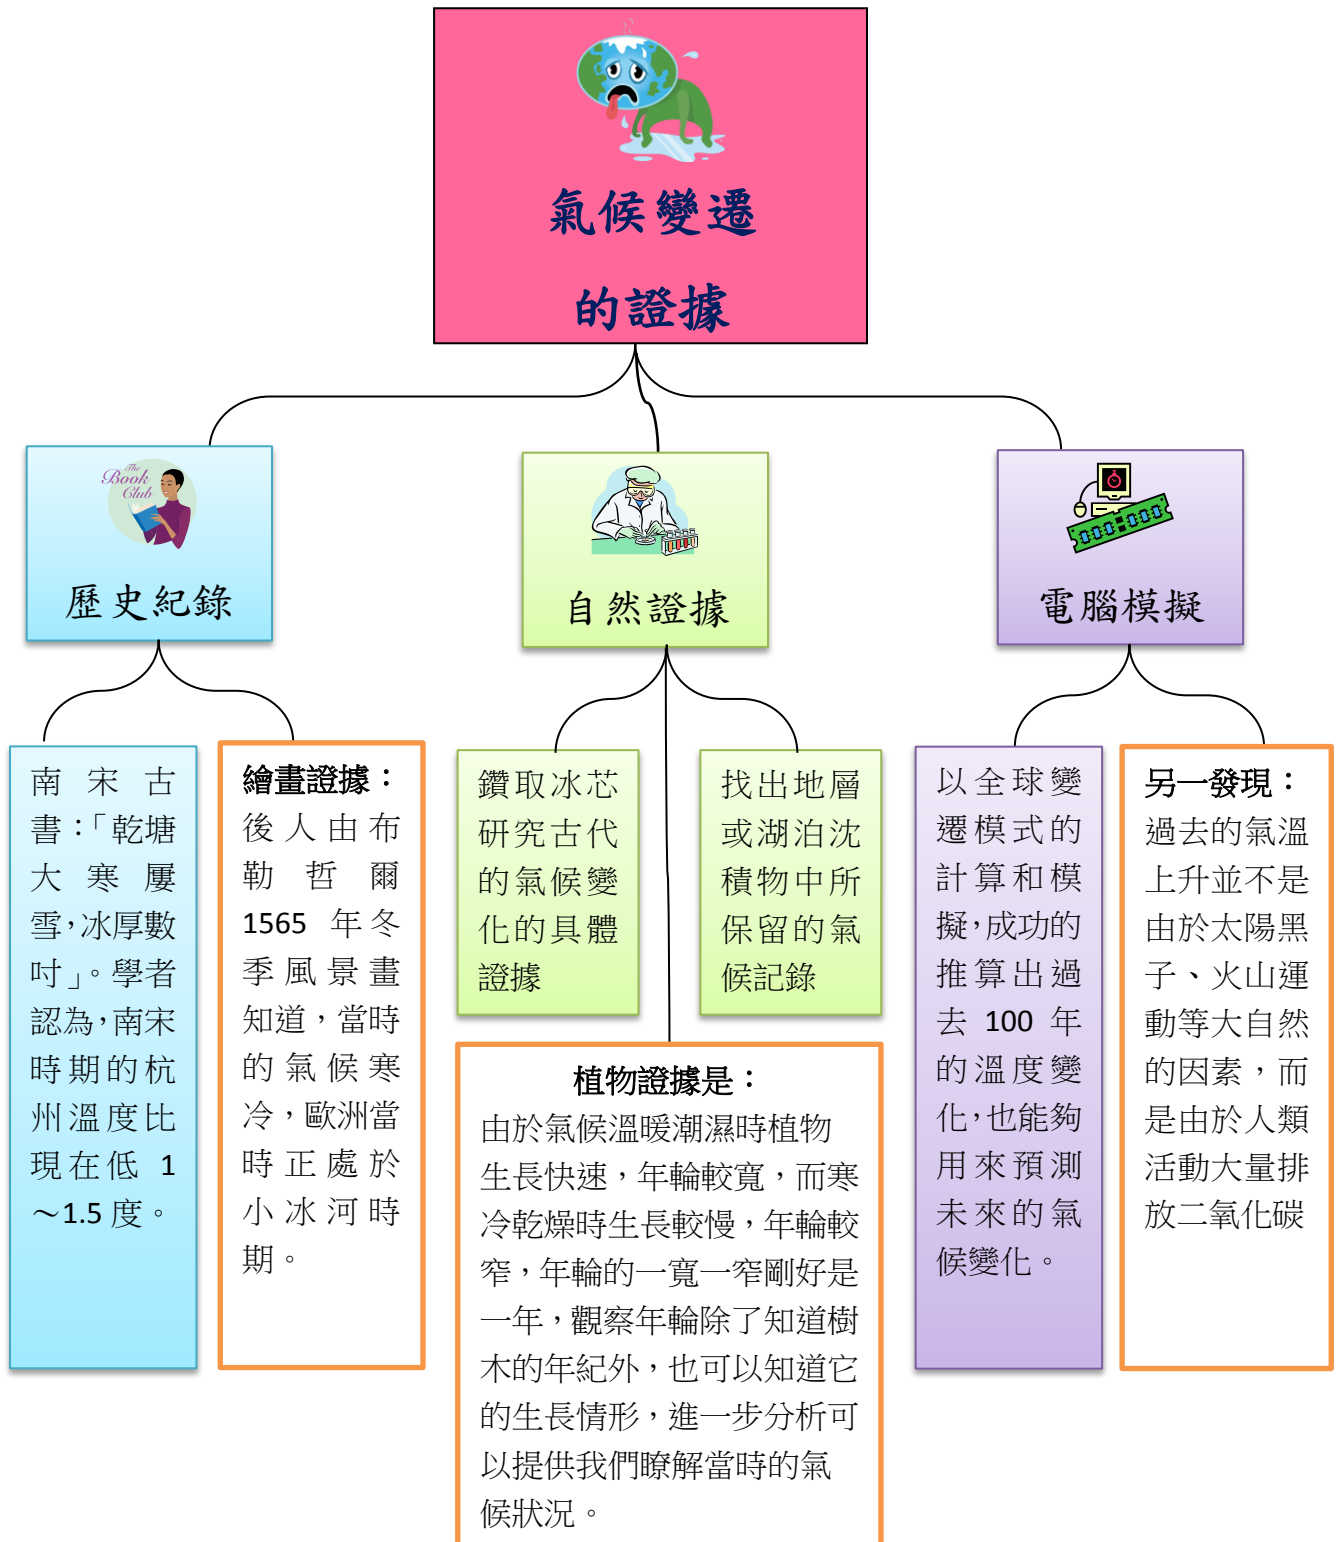 氣候變遷
的證據
The
Book
Club
歷史紀錄
自然證據
電腦模擬
南宋古
書：「乾塘
大寒屢
雪，冰厚數
吋」。學者
認為，南宋
時期的杭
州溫度比
現在低 1
～1.5 度。
繪畫證據：
後人由布
勒哲爾
1565 年冬
季風景畫
知道，當時
的氣候寒
冷，歐洲當
時正處於
小冰河時
期。
鑽取冰芯
研究古代
的氣候變
化的具體
證據
找出地層
或湖泊沈
積物中所
保留的氣
候記錄
植物證據是：
由於氣候溫暖潮濕時植物
生長快速，年輪較寬，而寒
冷乾燥時生長較慢，年輪較
窄，年輪的一寬一窄剛好是
一年，觀察年輪除了知道樹
木的年紀外，也可以知道它
的生長情形，進一步分析可
以提供我們瞭解當時的氣
候狀況。
以全球變
遷模式的
計算和模
擬，成功的
推算出過
去 100 年
的溫度變
化，也能夠
用來預測
未來的氣
候變化。
另一發現：
過去的氣溫
上升並不是
由於太陽黑
子、火山運
動等大自然
的因素，而
是由於人類
活動大量排
放二氧化碳